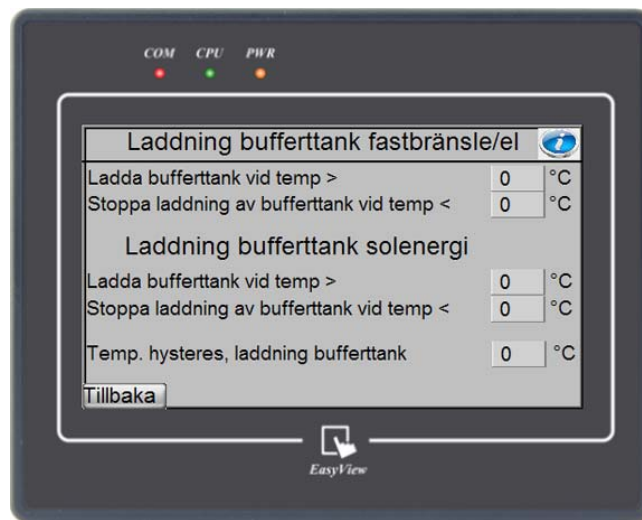 COM CPU PWR
Laddning bufferttank fastbränsle/el
Ladda bufferttank vid temp > 0 °C
Stoppa laddning av bufferttank vid temp < 0 °C
Laddning bufferttank solenergi
Ladda bufferttank vid temp > 0 °C
Stoppa laddning av bufferttank vid temp < 0 °C
Temp. hysteres, laddning bufferttank 0 °C
Tillbaka
EasyView